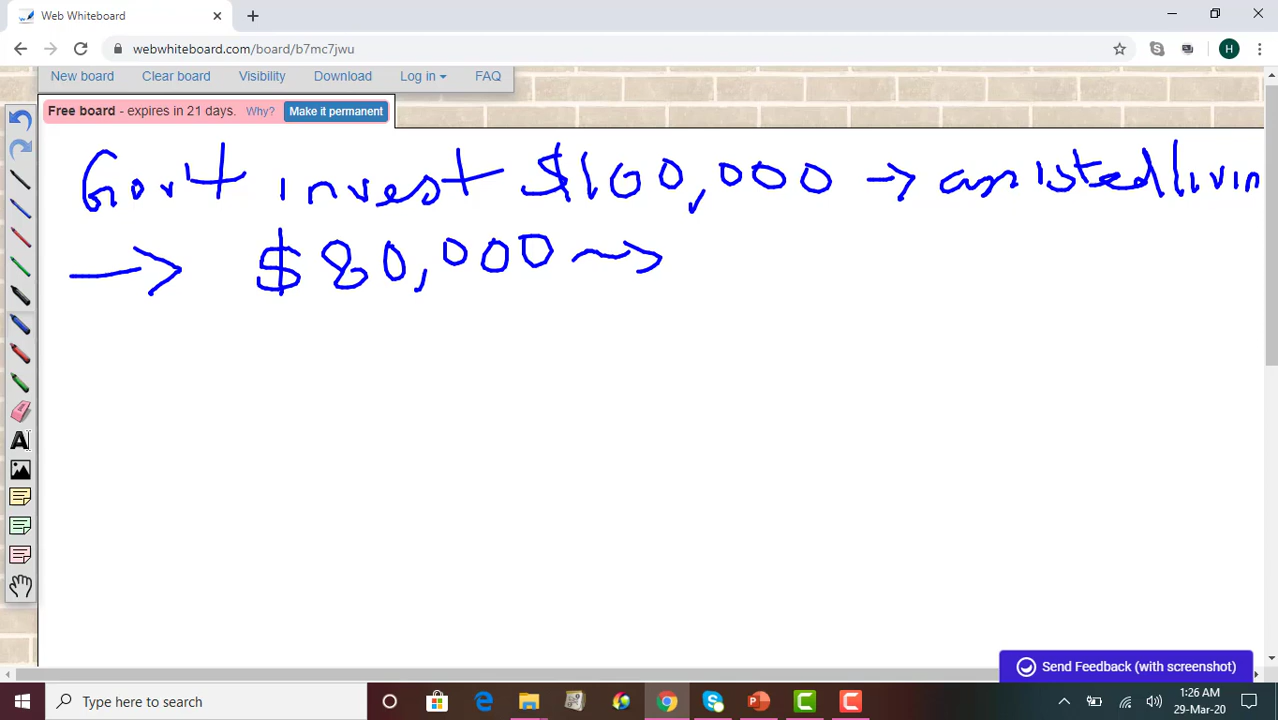 Web Whiteboard
webwhiteboard.com/board/b7mc7jwu
H
New board Clear board Visibility Download Log in FAQ
Free board - expires in 21 days. Why? Make it permanent
Govt invest $100,000 → assisted livin
→ $80,000 →
A
Send Feedback (with screenshot)
Type here to search
1:26 AM
29-Mar-20